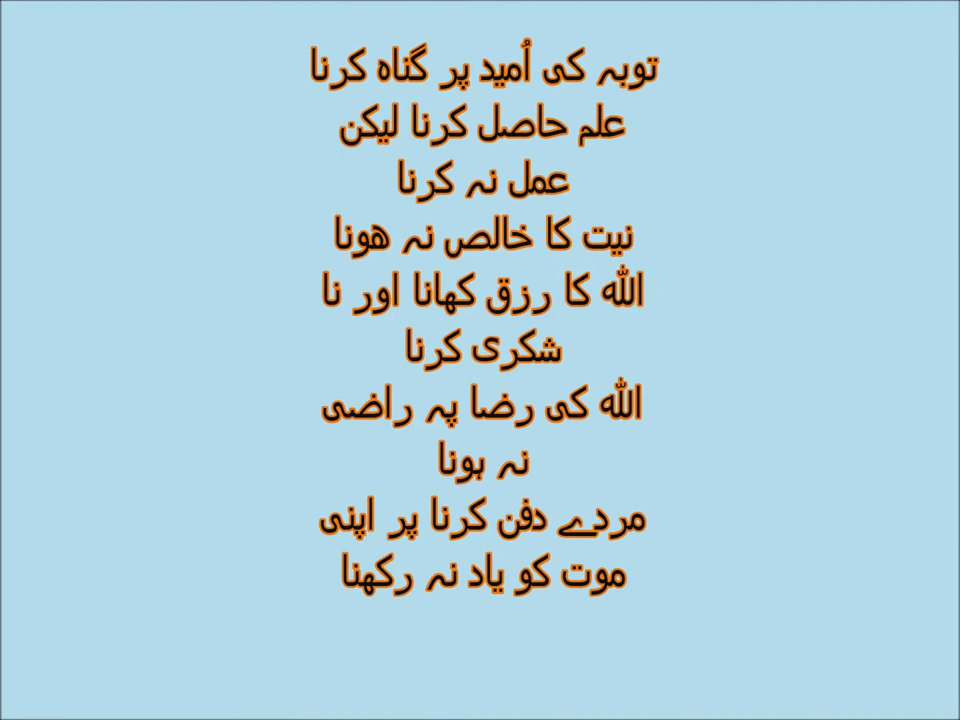 توبہ کی اُمید پر گناہ کرنا
علم حاصل کرنا لیکن
عمل نہ کرنا
نیت کا خالص نہ ھونا
اللہ کا رزق کھانا اور نا
شکری کرنا
اللہ کی رضا پہ راضی
نہ ہونا
مردے دفن کرنا پر اپنی
موت کو یاد نہ رکھنا